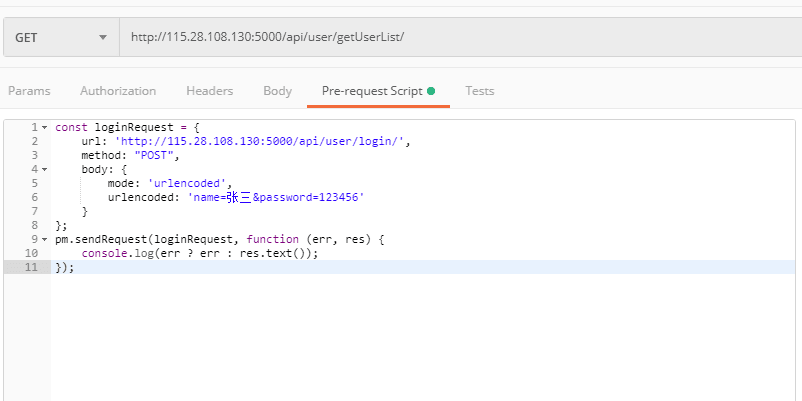 GET http://115.28.108.130:5000/api/user/getUserList/
Params Authorization Headers Body Pre-request Script Tests
1 const loginRequest = {
2 url: 'http://115.28.108.130:5000/api/user/login/',
3 method: "POST",
4 body: {
5 mode: 'urlencoded',
6 urlencoded: 'name=张三&password=123456'
7 }
8 };
9 pm.sendRequest(loginRequest, function (err, res) {
10 console.log(err ? err : res.text());
11 });